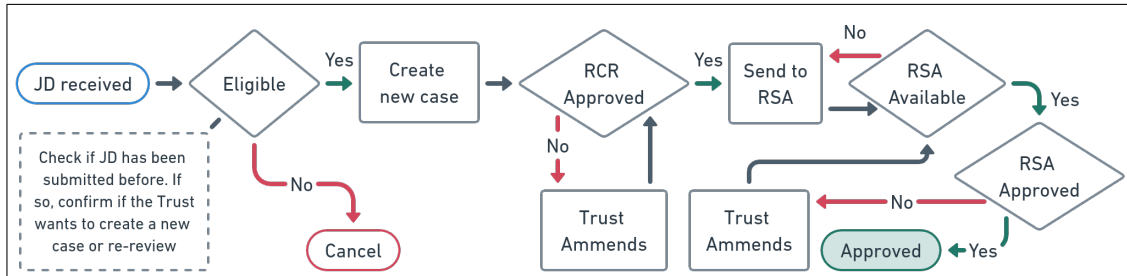 JD received
Eligible
Yes
Create
new case
RCR
Approved
Yes
Send to
RSA
No
RSA
Available
Yes
Check if JD has been
submitted before. If
so, confirm if the Trust
wants to create a new
case or re-review
No
Cancel
No
Trust
Ammends
Trust
Ammends
No
RSA
Approved
Yes
Approved